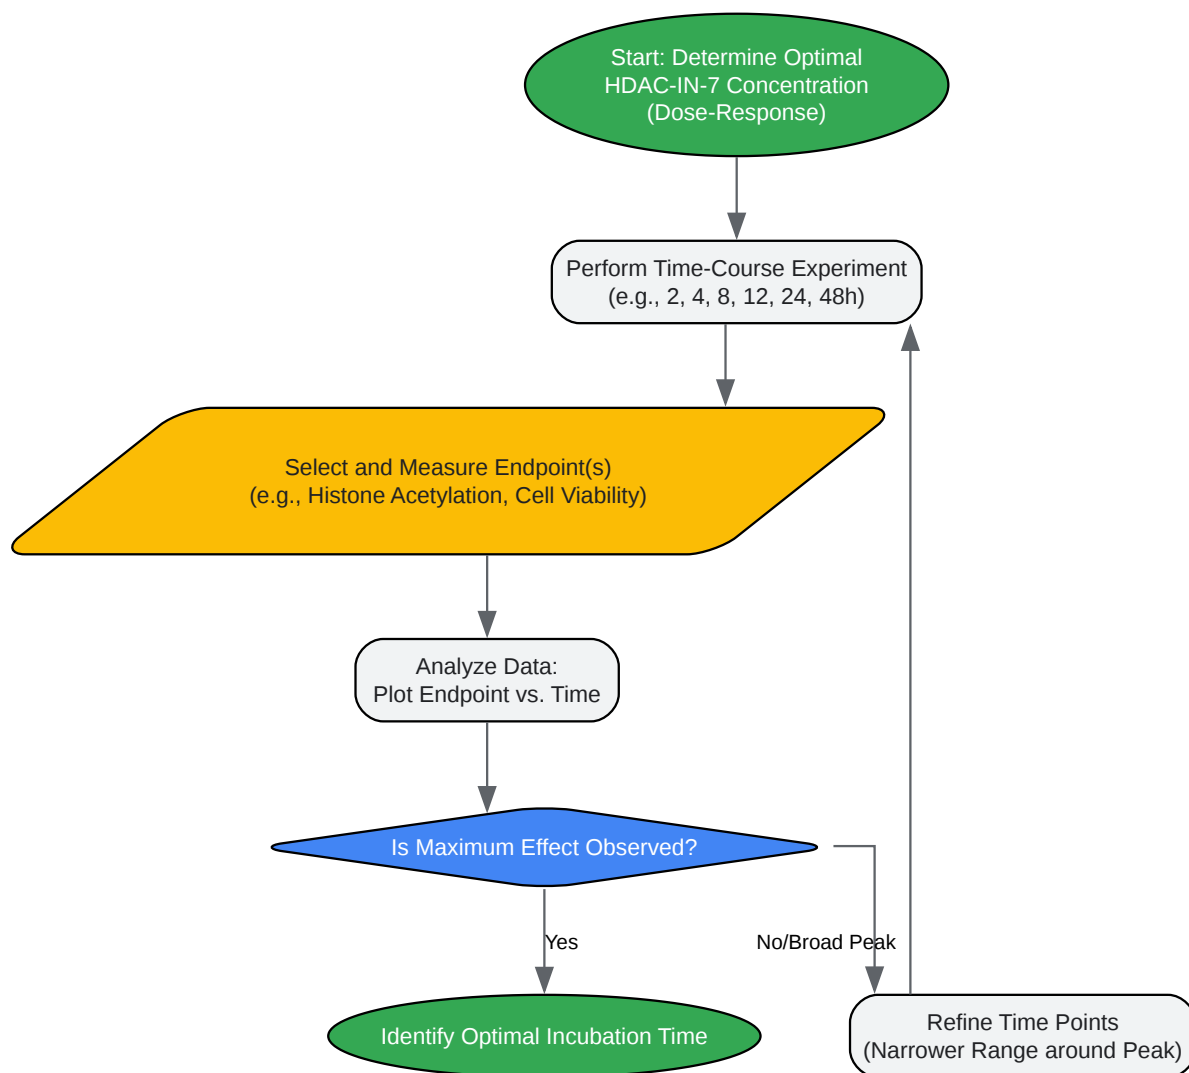 Start: Determine Optimal
HDAC-IN-7 Concentration
(Dose-Response)
Perform Time-Course Experiment
(e.g., 2, 4, 8, 12, 24, 48h)
Select and Measure Endpoint(s)
(e.g., Histone Acetylation, Cell Viability)
Analyze Data:
Plot Endpoint vs. Time
Is Maximum Effect Observed?
Yes
No/Broad Peak
Identify Optimal Incubation Time
Refine Time Points
(Narrower Range around Peak)